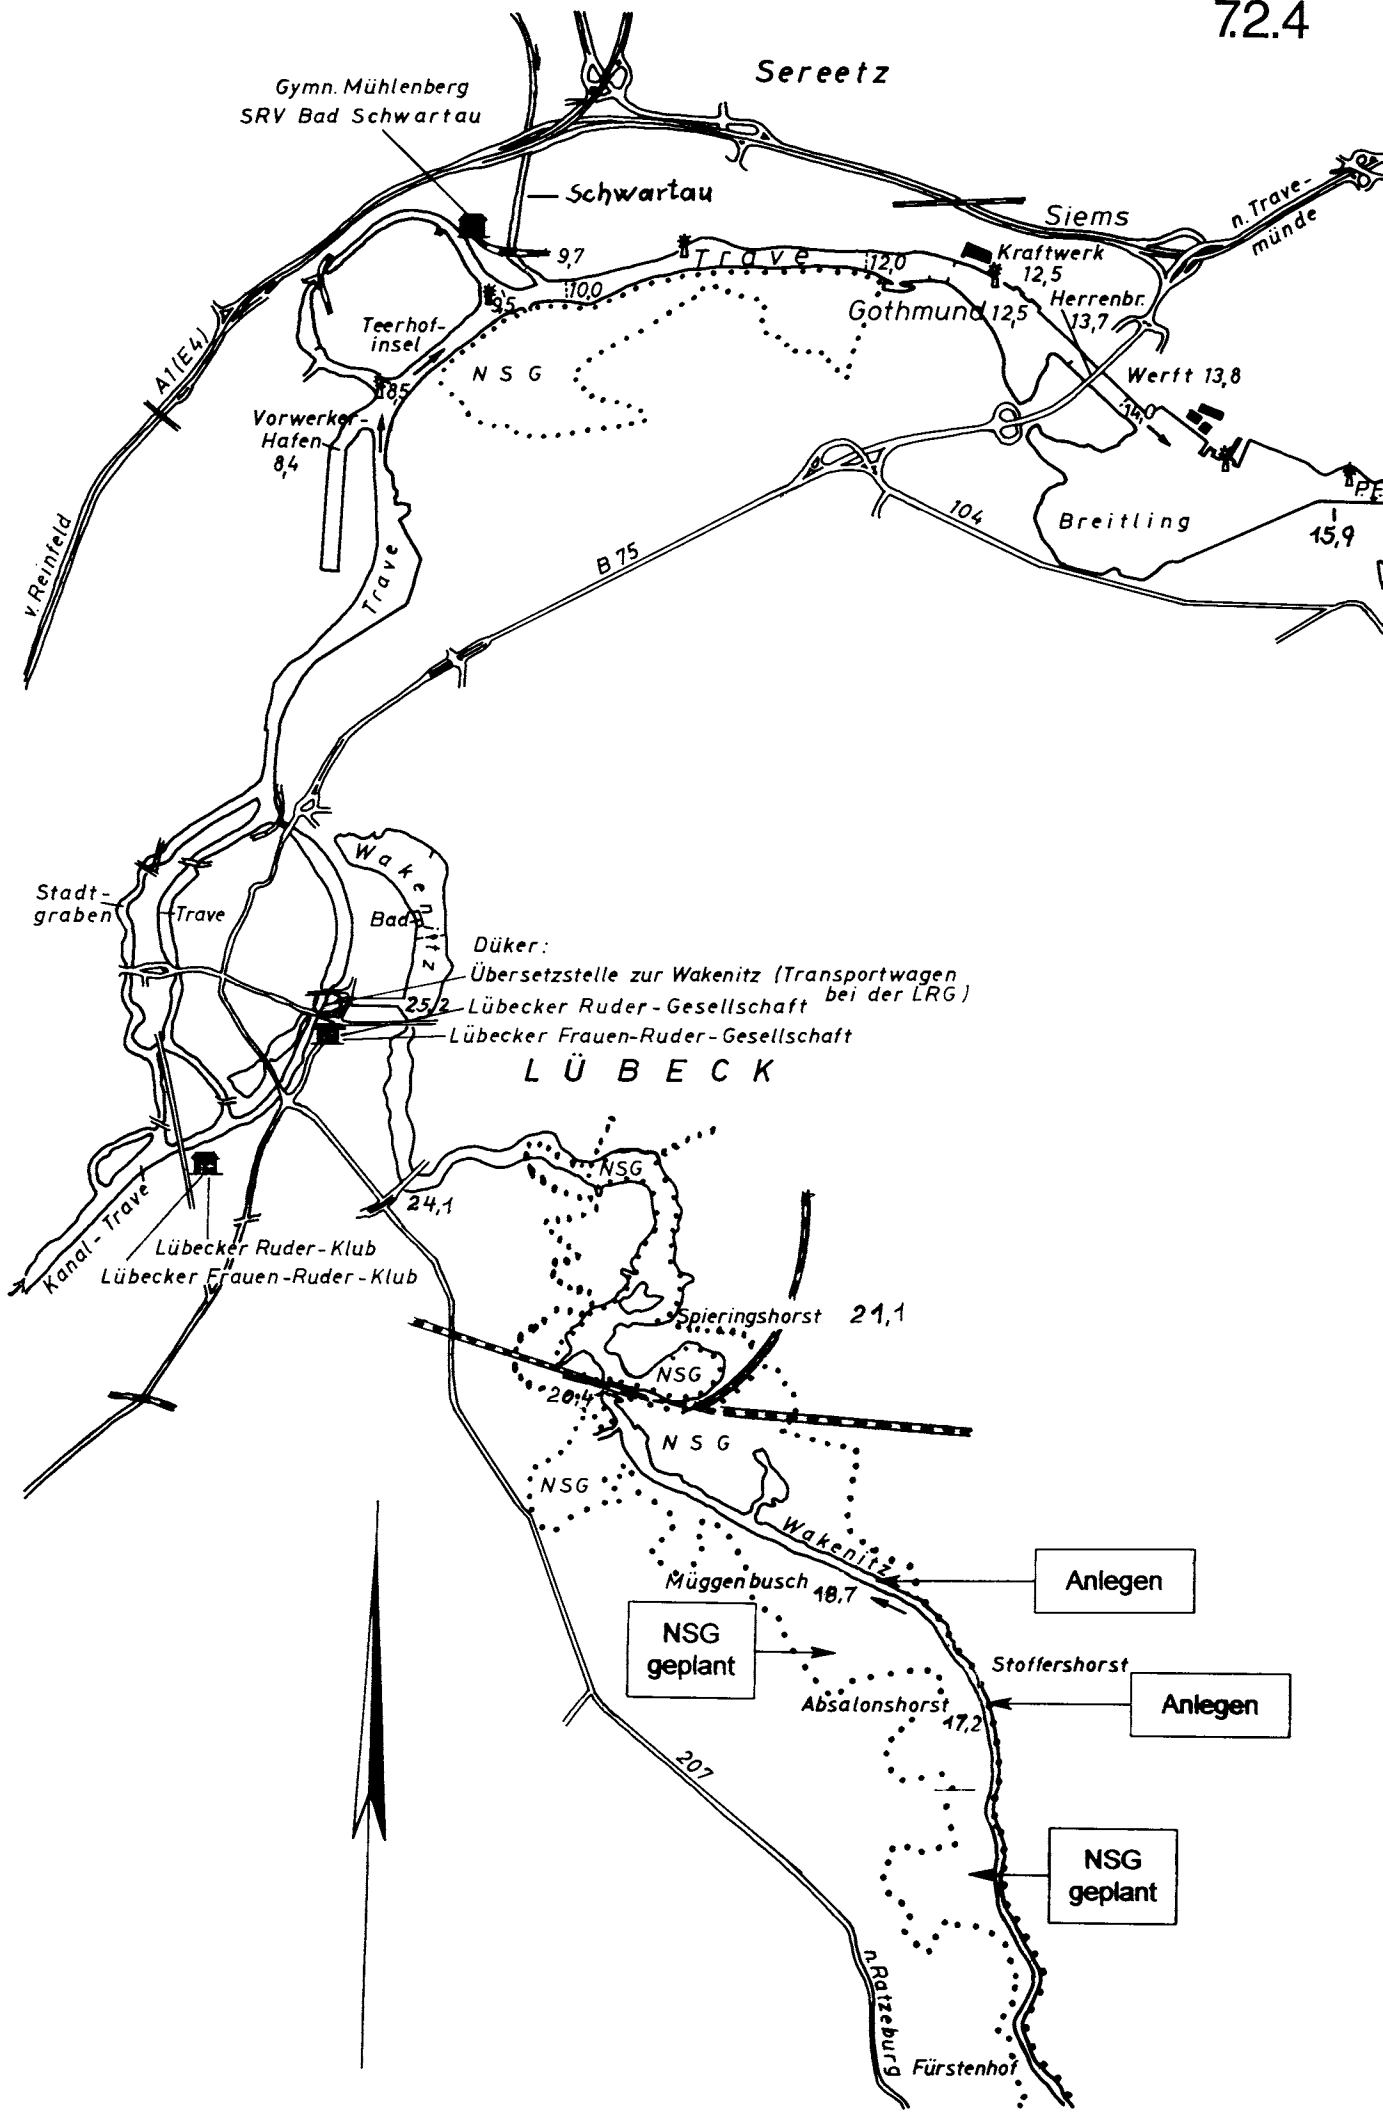 7.2.4
Sereetz
Gymn. Mühlenberg
SRV Bad Schwartau
Schwartau
Siems
n. Trave-
münde
9,7
Trave
12,0
Kraftwerk
12,5
10,0
9,5
Gothmund 12,5
Herrenbr.
13,7
Teerhof-
insel
A1 (E4)
NSG
Werft 13,8
8,5
14,0
Vorwerker-
Hafen
8,4
P.F.
104
Breitling
15,9
v. Reinfeld
Trave
B 75
Wakenitz
Stadt-
graben
Trave
Bad
Düker:
Übersetzstelle zur Wakenitz (Transportwagen
bei der LRG)
25,2
Lübecker Ruder-Gesellschaft
Lübecker Frauen-Ruder-Gesellschaft
LÜBECK
NSG
24,1
Kanal-Trave
Lübecker Ruder-Klub
Lübecker Frauen-Ruder-Klub
Spieringshorst 21,1
NSG
20,4
NSG
NSG
Wakenitz
Anlegen
Müggenbusch 18,7
NSG
geplant
Stoffershorst
Absalonshorst
17,2
Anlegen
207
NSG
geplant
n. Ratzeburg
Fürstenhof